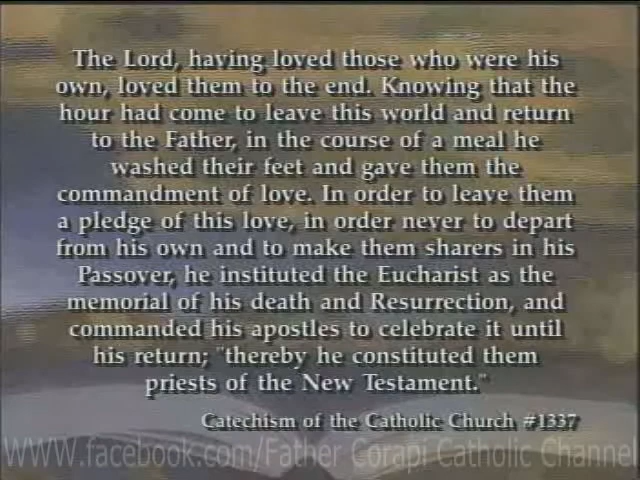 The Lord, having loved those who were his
own, loved them to the end. Knowing that the
hour had come to leave this world and return
to the Father, in the course of a meal he
washed their feet and gave them the
commandment of love. In order to leave them
a pledge of this love, in order never to depart
from his own and to make them sharers in his
Passover, he instituted the Eucharist as the
memorial of his death and Resurrection, and
commanded his apostles to celebrate it until
his return; "thereby he constituted them
priests of the New Testament."
Catechism of the Catholic Church #1337
WWW.facebook.com/Father Corapi Catholic Channel